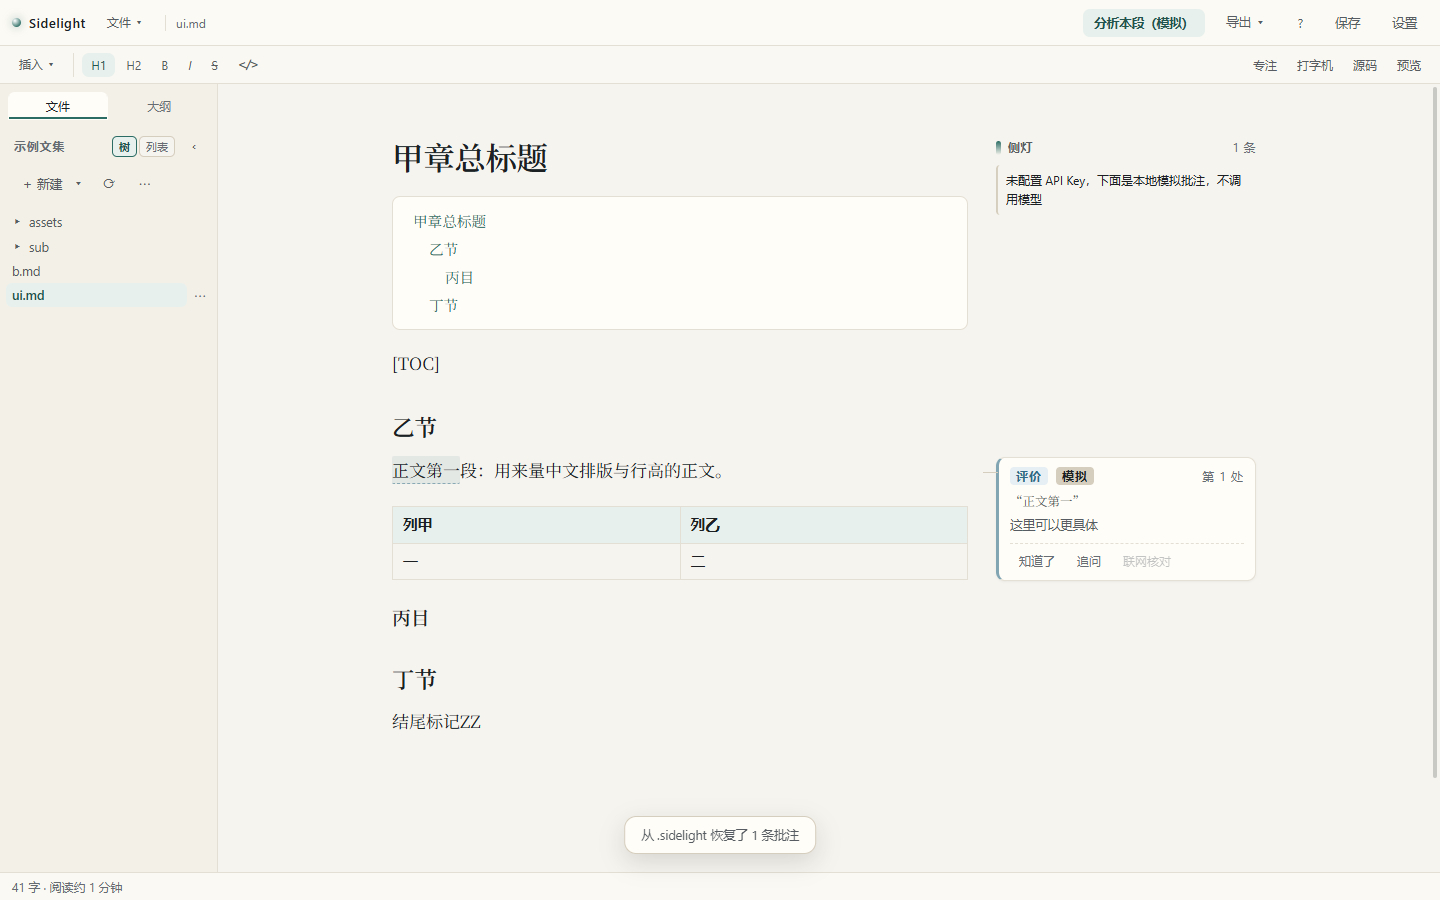 Sidelight 文件 ui.md 分析本段（模拟） 导出 ? 保存 设置
插入 H1 H2 B I S </> 专注 打字机 源码 预览
文件 大纲
示例文集 树 列表 ‹
+ 新建 ⟳ ···
assets
sub
b.md
ui.md ···
甲章总标题
甲章总标题
乙节
丙目
丁节
[TOC]
乙节
正文第一段：用来量中文排版与行高的正文。
列甲 列乙
一 二
丙目
丁节
结尾标记ZZ
侧灯 1 条
未配置 API Key，下面是本地模拟批注，不调
用模型
评价 模拟 第 1 处
“正文第一”
这里可以更具体
知道了 追问 联网核对
从 .sidelight 恢复了 1 条批注
41 字 · 阅读约 1 分钟